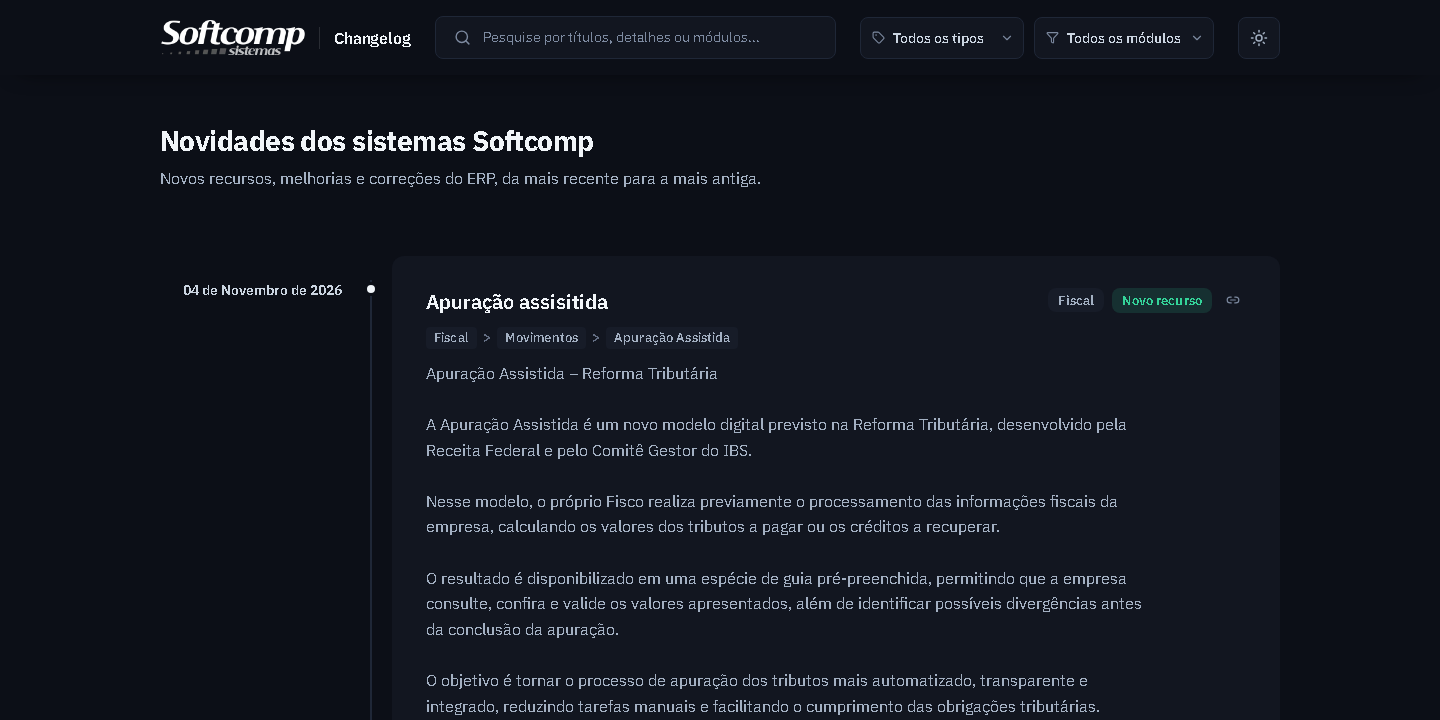 Softcomp
sistemas
Changelog
Pesquise por títulos, detalhes ou módulos...
Todos os tipos
Todos os módulos
Novidades dos sistemas Softcomp
Novos recursos, melhorias e correções do ERP, da mais recente para a mais antiga.
04 de Novembro de 2026
Apuração assisitida
Fiscal
Novo recurso
Fiscal > Movimentos > Apuração Assistida
Apuração Assistida – Reforma Tributária
A Apuração Assistida é um novo modelo digital previsto na Reforma Tributária, desenvolvido pela
Receita Federal e pelo Comitê Gestor do IBS.
Nesse modelo, o próprio Fisco realiza previamente o processamento das informações fiscais da
empresa, calculando os valores dos tributos a pagar ou os créditos a recuperar.
O resultado é disponibilizado em uma espécie de guia pré-preenchida, permitindo que a empresa
consulte, confira e valide os valores apresentados, além de identificar possíveis divergências antes
da conclusão da apuração.
O objetivo é tornar o processo de apuração dos tributos mais automatizado, transparente e
integrado, reduzindo tarefas manuais e facilitando o cumprimento das obrigações tributárias.